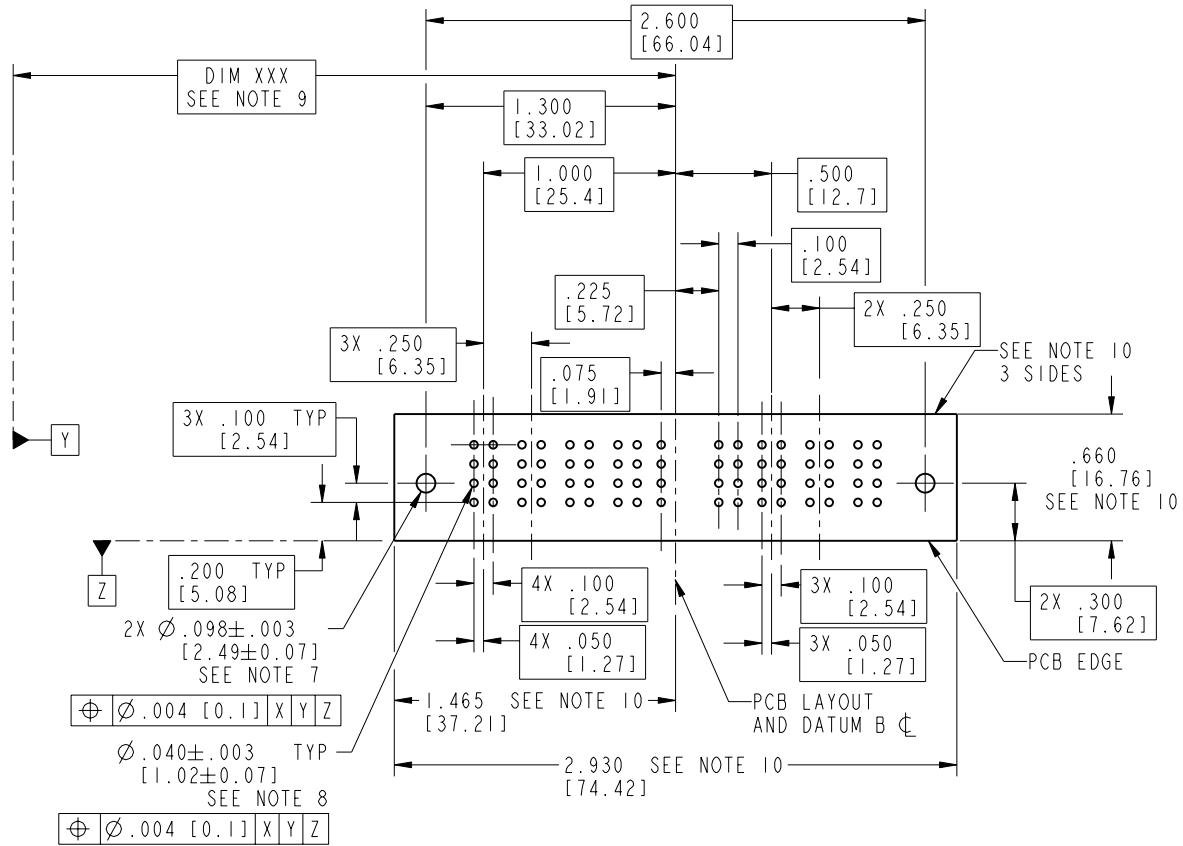 2.600
[66.04]
DIM XXX
SEE NOTE 9
1.300
[33.02]
1.000
[25.4]
.500
[12.7]
.100
[2.54]
.225
[5.72]
2X .250
[6.35]
3X .250
[6.35]
SEE NOTE 10
3 SIDES
.075
[1.91]
3X .100 TYP
[2.54]
Y
.660
[16.76]
SEE NOTE 10
Z
.200 TYP
[5.08]
4X .100
[2.54]
3X .100
[2.54]
2X .300
[7.62]
2X Ø.098±.003
[2.49±0.07]
SEE NOTE 7
4X .050
[1.27]
3X .050
[1.27]
PCB EDGE
⌖ Ø.004 [0.1] X Y Z
1.465 SEE NOTE 10
[37.21]
PCB LAYOUT
AND DATUM B ℄
Ø.040±.003 TYP
[1.02±0.07]
SEE NOTE 8
2.930 SEE NOTE 10
[74.42]
⌖ Ø.004 [0.1] X Y Z